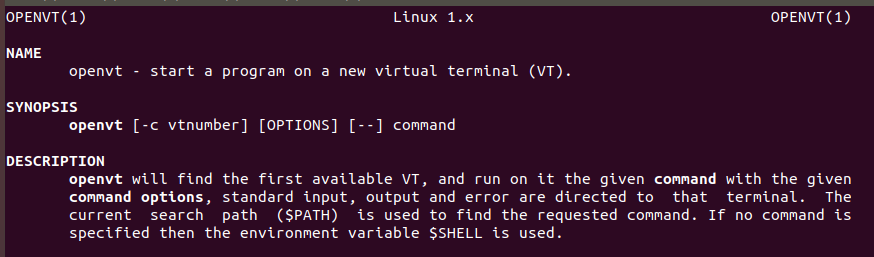 OPENVT(1) Linux 1.x OPENVT(1)
NAME
openvt - start a program on a new virtual terminal (VT).
SYNOPSIS
openvt [-c vtnumber] [OPTIONS] [--] command
DESCRIPTION
openvt will find the first available VT, and run on it the given command with the given
command options, standard input, output and error are directed to that terminal. The
current search path ($PATH) is used to find the requested command. If no command is
specified then the environment variable $SHELL is used.